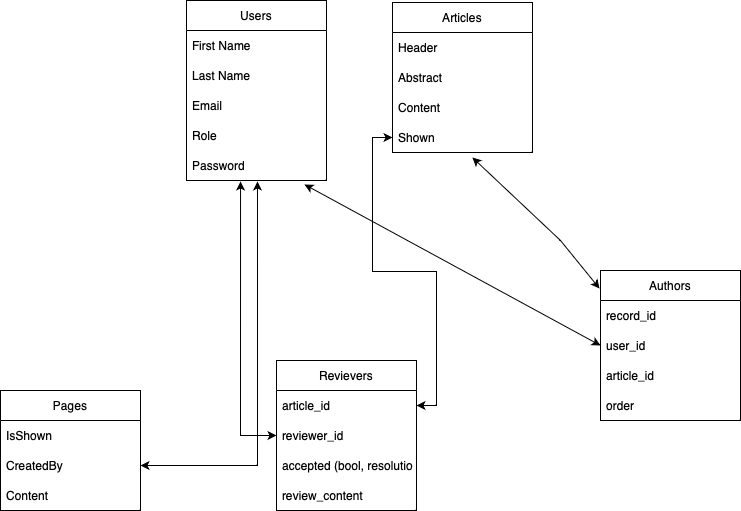 Users
First Name
Last Name
Email
Role
Password
Articles
Header
Abstract
Content
Shown
Authors
record_id
user_id
article_id
order
Revievers
article_id
reviewer_id
accepted (bool, resolutio
review_content
Pages
IsShown
CreatedBy
Content